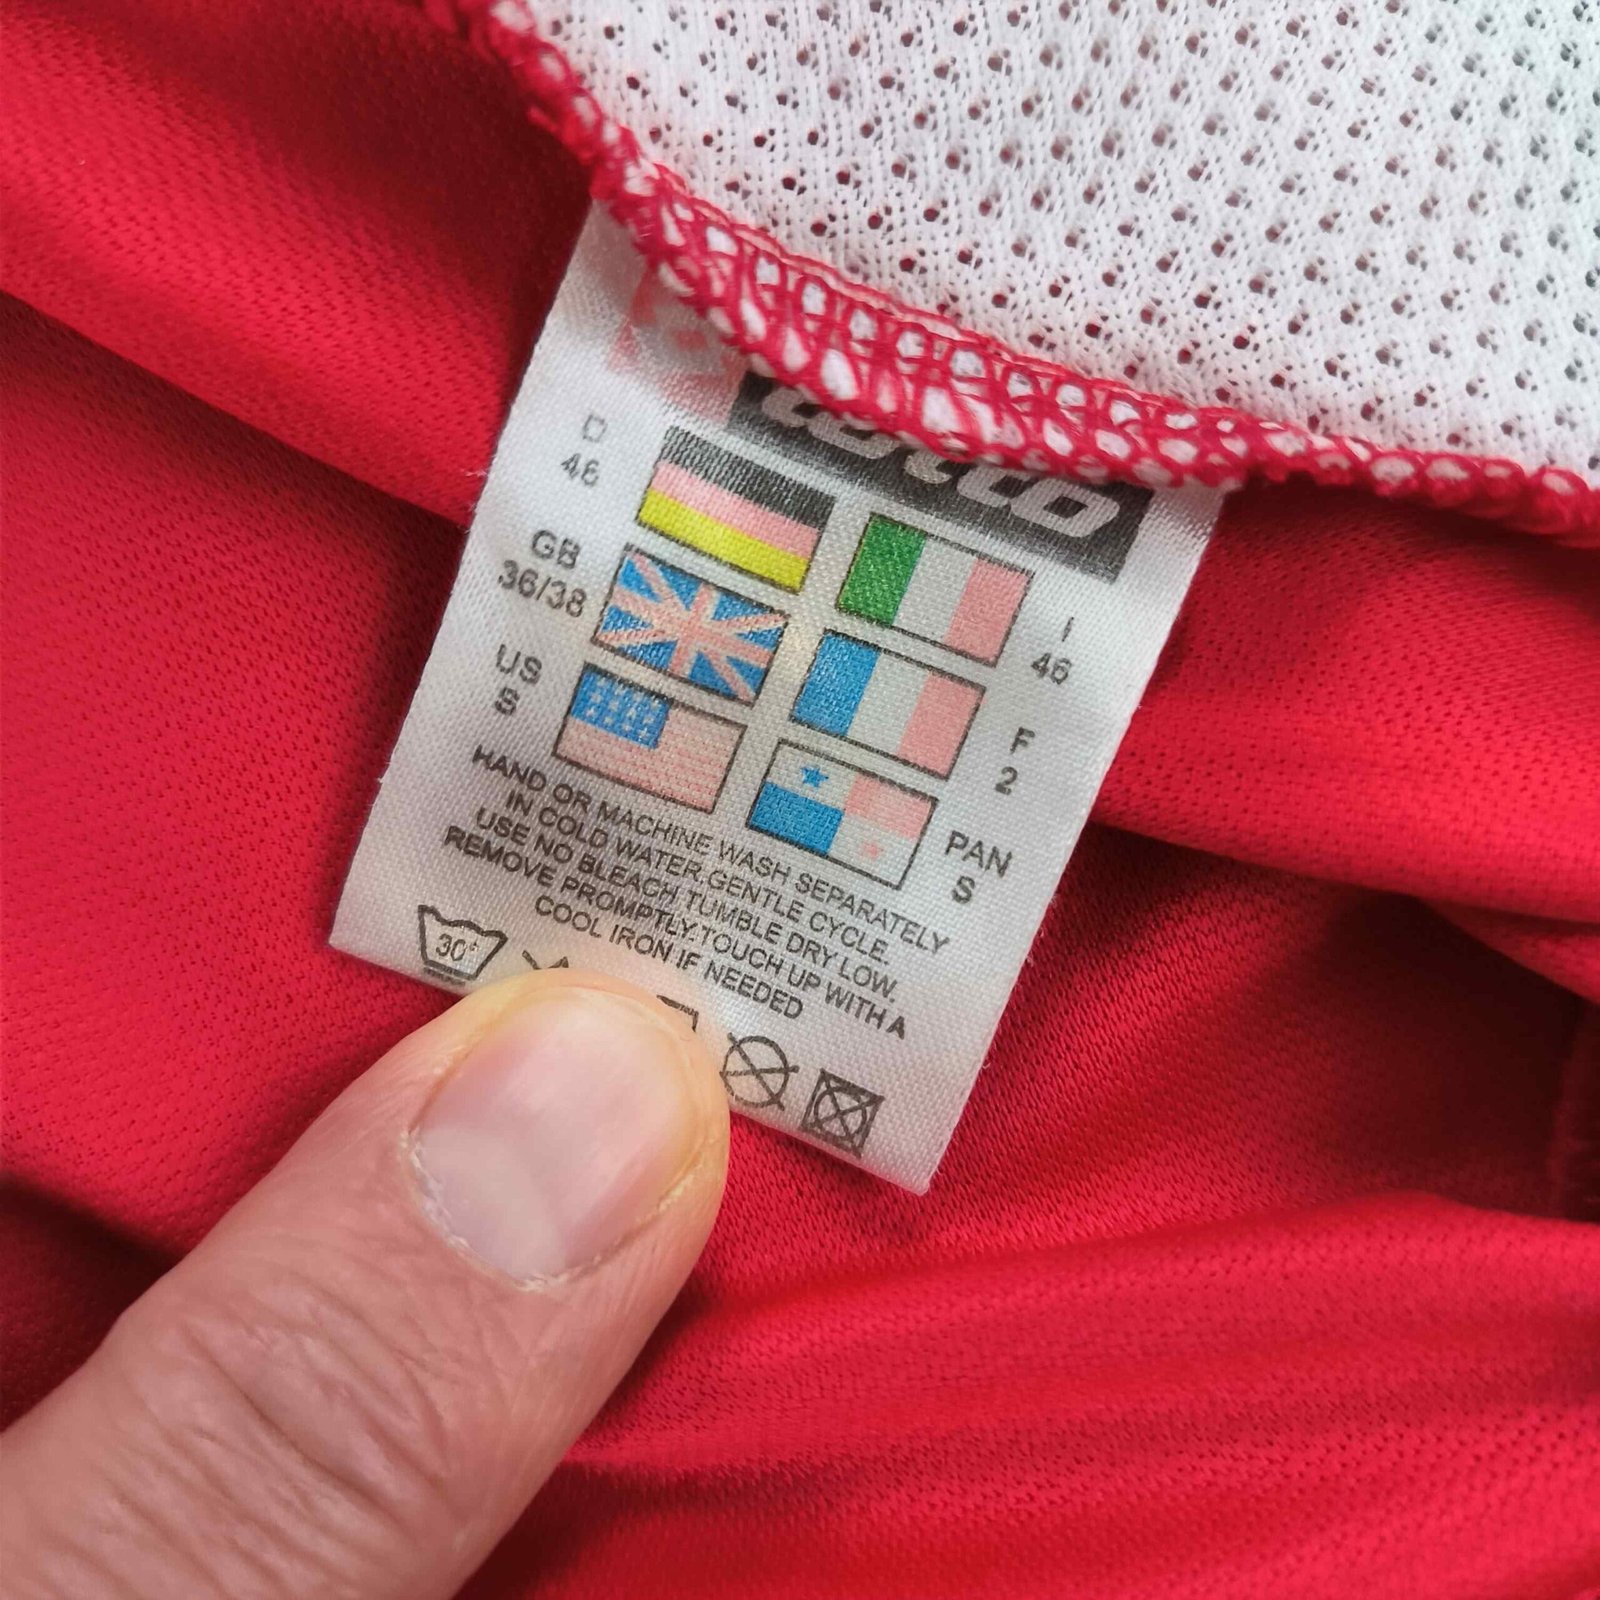 D
46
GB
36/38
US
S
I
46
F
2
PAN
S
HAND OR MACHINE WASH SEPARATELY
IN COLD WATER.GENTLE CYCLE.
USE NO BLEACH TUMBLE DRY LOW.
REMOVE PROMPTLY.TOUCH UP WITH A
COOL IRON IF NEEDED
30°